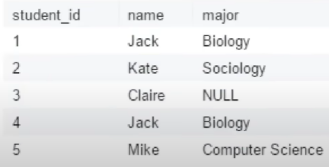 student_id name major
1 Jack Biology
2 Kate Sociology
3 Claire NULL
4 Jack Biology
5 Mike Computer Science